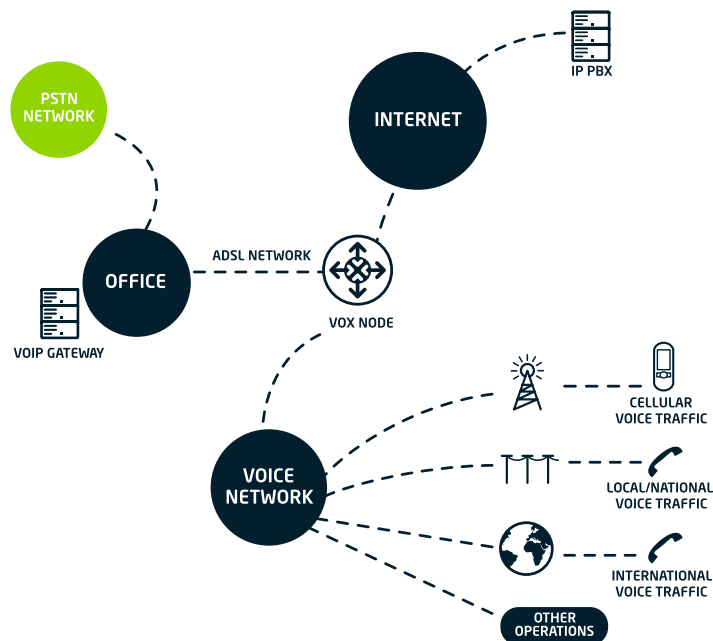 IP PBX
PSTN
NETWORK
INTERNET
ADSL NETWORK
OFFICE
VOX NODE
VOIP GATEWAY
CELLULAR
VOICE TRAFFIC
VOICE
NETWORK
LOCAL/NATIONAL
VOICE TRAFFIC
INTERNATIONAL
VOICE TRAFFIC
OTHER
OPERATIONS